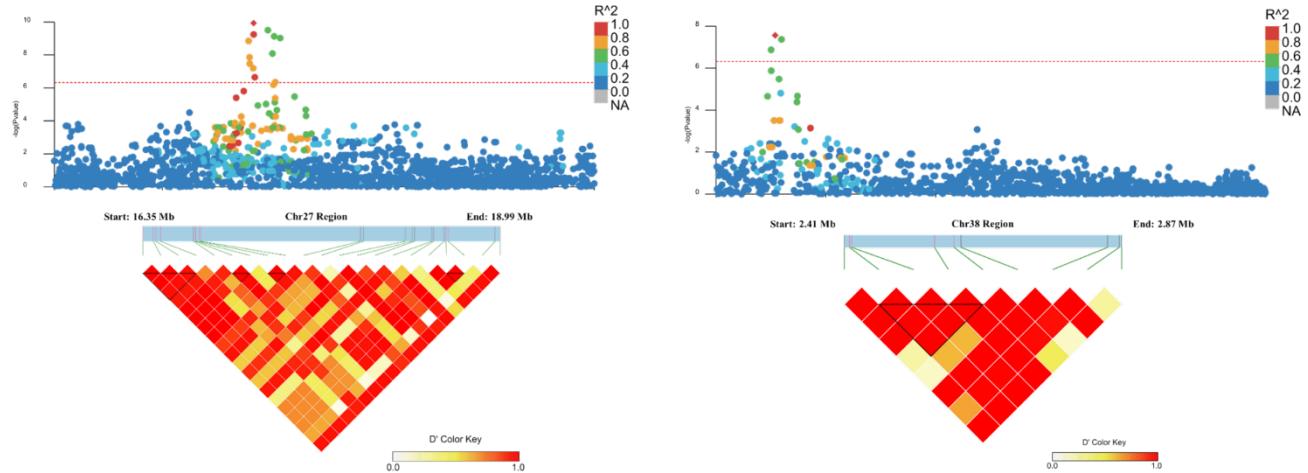 10
8
6
4
2
0
-log(Pvalue)
R^2
1.0
0.8
0.6
0.4
0.2
0.0
NA
Start: 16.35 Mb Chr27 Region End: 18.99 Mb
D' Color Key
0.0 1.0
8
6
4
2
0
-log(Pvalue)
R^2
1.0
0.8
0.6
0.4
0.2
0.0
NA
Start: 2.41 Mb Chr38 Region End: 2.87 Mb
D' Color Key
0.0 1.0